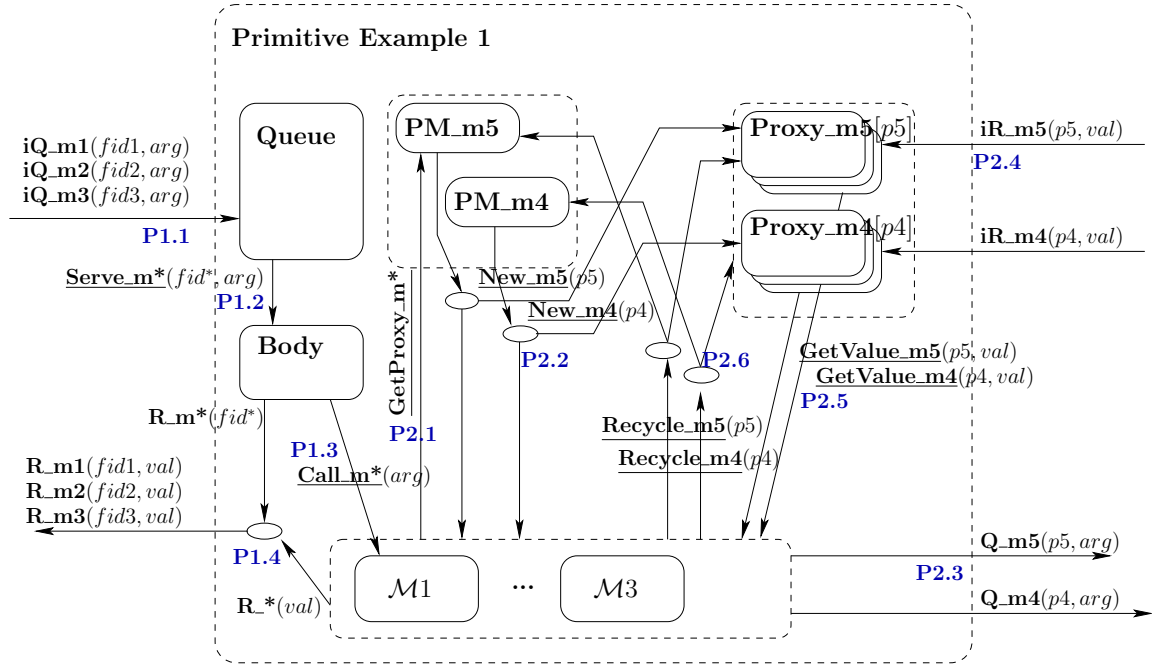 Primitive Example 1
Queue
PM_m5
PM_m4
Proxy_m5[p5]
Proxy_m4[p4]
iQ_m1(fid1, arg)
iQ_m2(fid2, arg)
iQ_m3(fid3, arg)
P1.1
iR_m5(p5, val)
P2.4
iR_m4(p4, val)
Serve_m*(fid*, arg)
P1.2
GetProxy_m*
New_m5(p5)
New_m4(p4)
P2.2
P2.6
Body
GetValue_m5(p5, val)
GetValue_m4(p4, val)
P2.5
R_m*(fid*)
P1.3
P2.1
Call_m*(arg)
Recycle_m5(p5)
Recycle_m4(p4)
R_m1(fid1, val)
R_m2(fid2, val)
R_m3(fid3, val)
P1.4
R_*(val)
ℳ1
...
ℳ3
Q_m5(p5, arg)
P2.3
Q_m4(p4, arg)